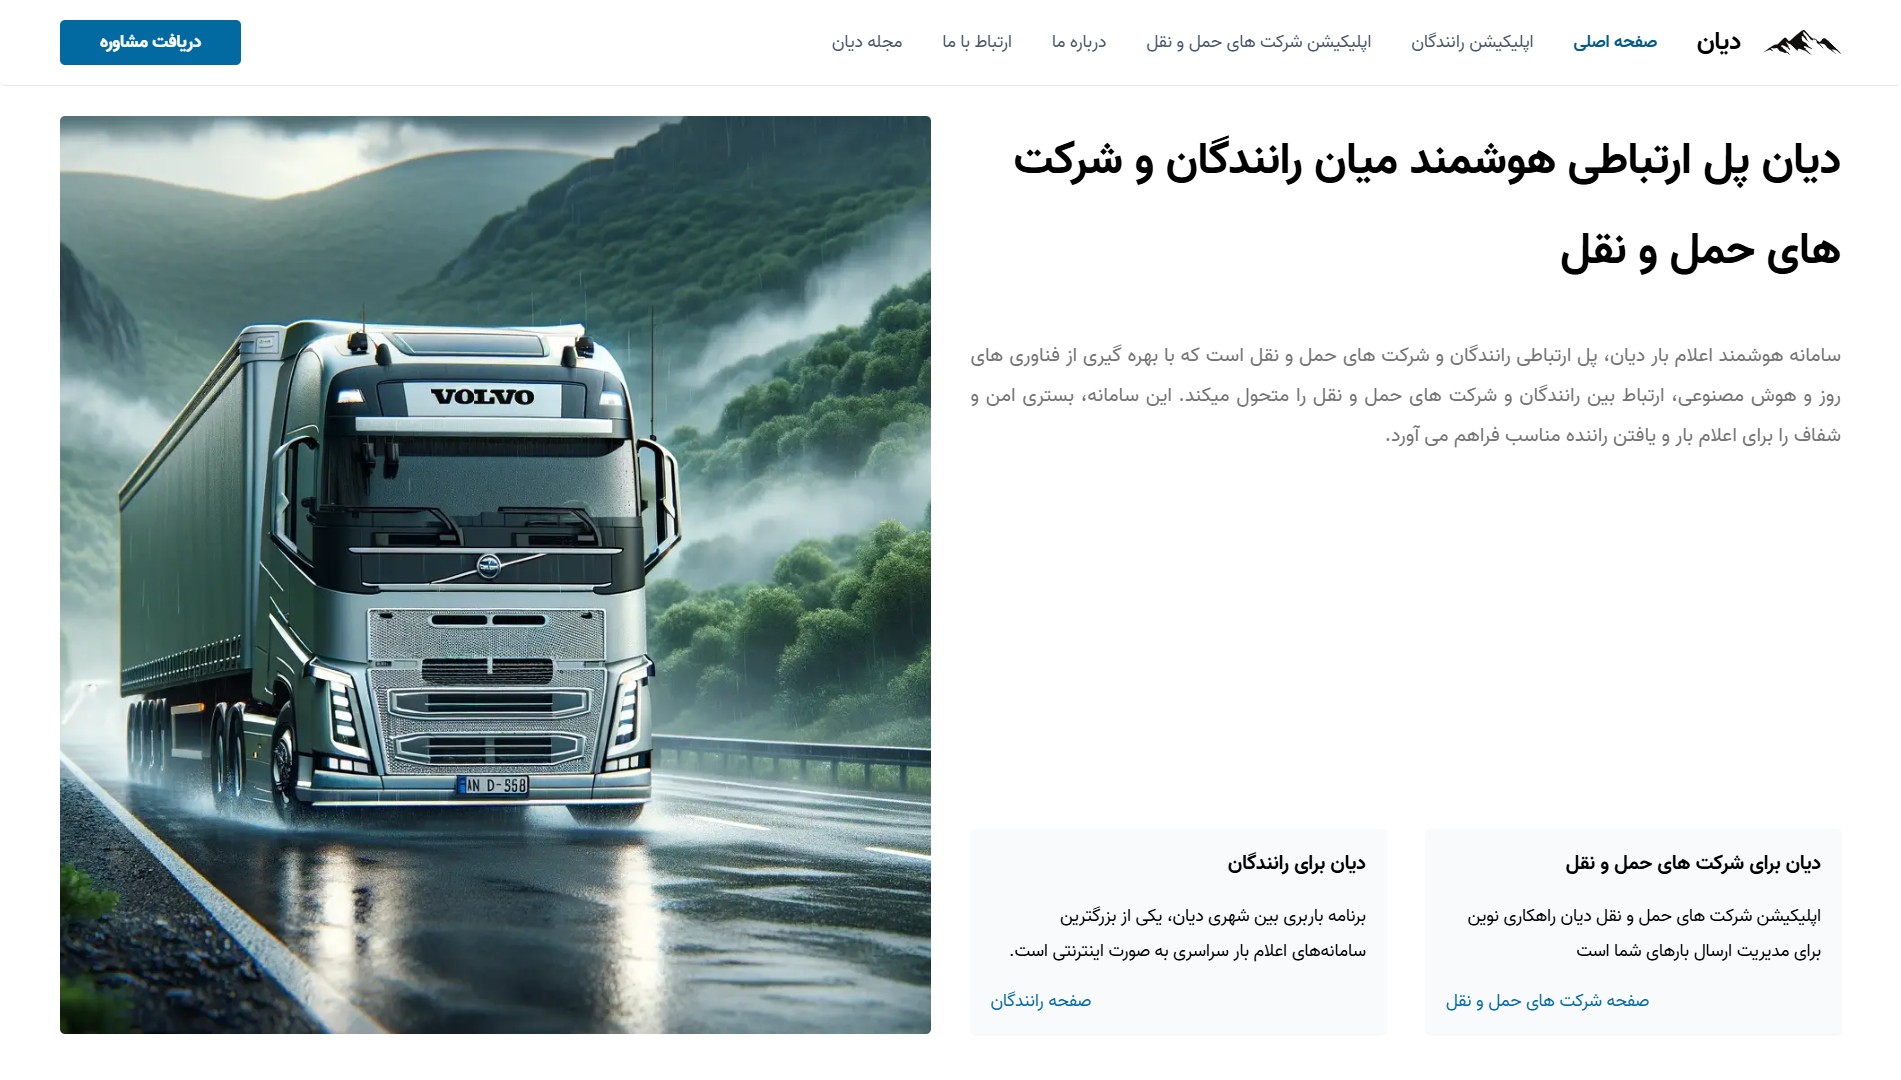 دیان
صفحه اصلی
اپلیکیشن رانندگان
اپلیکیشن شرکت های حمل و نقل
درباره ما
ارتباط با ما
مجله دیان
دریافت مشاوره
دیان پل ارتباطی هوشمند میان رانندگان و شرکت
های حمل و نقل
سامانه هوشمند اعلام بار دیان، پل ارتباطی رانندگان و شرکت های حمل و نقل است که با بهره گیری از فناوری های
روز و هوش مصنوعی، ارتباط بین رانندگان و شرکت های حمل و نقل را متحول میکند. این سامانه، بستری امن و
شفاف را برای اعلام بار و یافتن راننده مناسب فراهم می آورد.
دیان برای شرکت های حمل و نقل
اپلیکیشن شرکت های حمل و نقل دیان راهکاری نوین
برای مدیریت ارسال بارهای شما است
صفحه شرکت های حمل و نقل
دیان برای رانندگان
برنامه باربری بین شهری دیان، یکی از بزرگترین
سامانه‌های اعلام بار سراسری به صورت اینترنتی است.
صفحه رانندگان
VOLVO
AN D-S58